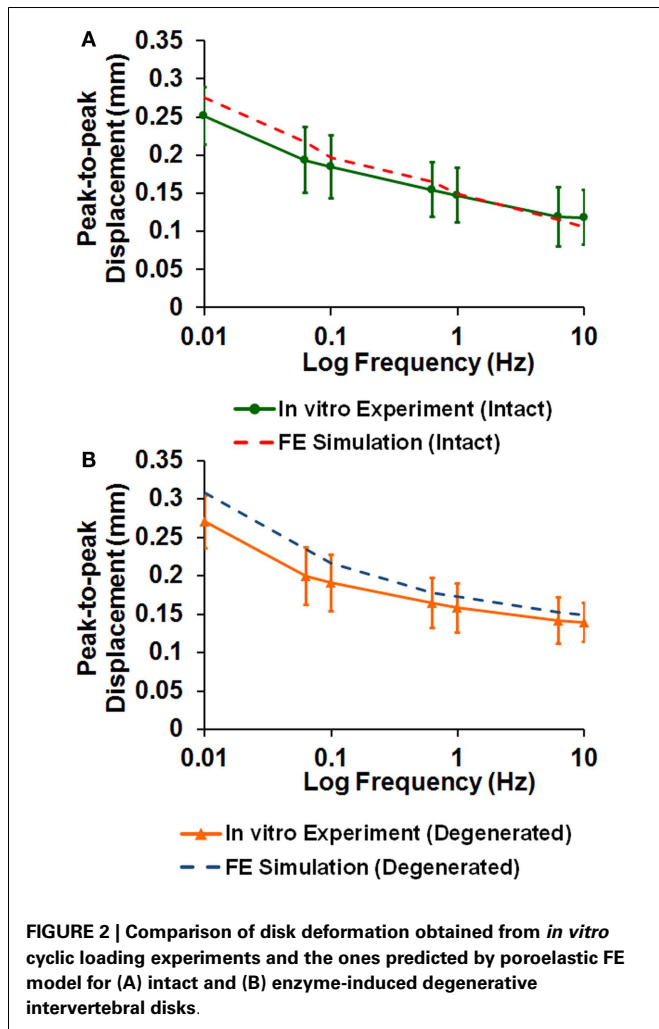 A
0.35
0.3
0.25
0.2
0.15
0.1
0.05
0
Peak-to-peak
Displacement (mm)
0.01 0.1 1 10
Log Frequency (Hz)
In vitro Experiment (Intact)
FE Simulation (Intact)
B
0.35
0.3
0.25
0.2
0.15
0.1
0.05
0
Peak-to-peak
Displacement (mm)
0.01 0.1 1 10
Log Frequency (Hz)
In vitro Experiment (Degenerated)
FE Simulation (Degenerated)
FIGURE 2 | Comparison of disk deformation obtained from in vitro
cyclic loading experiments and the ones predicted by poroelastic FE
model for (A) intact and (B) enzyme-induced degenerative
intervertebral disks.